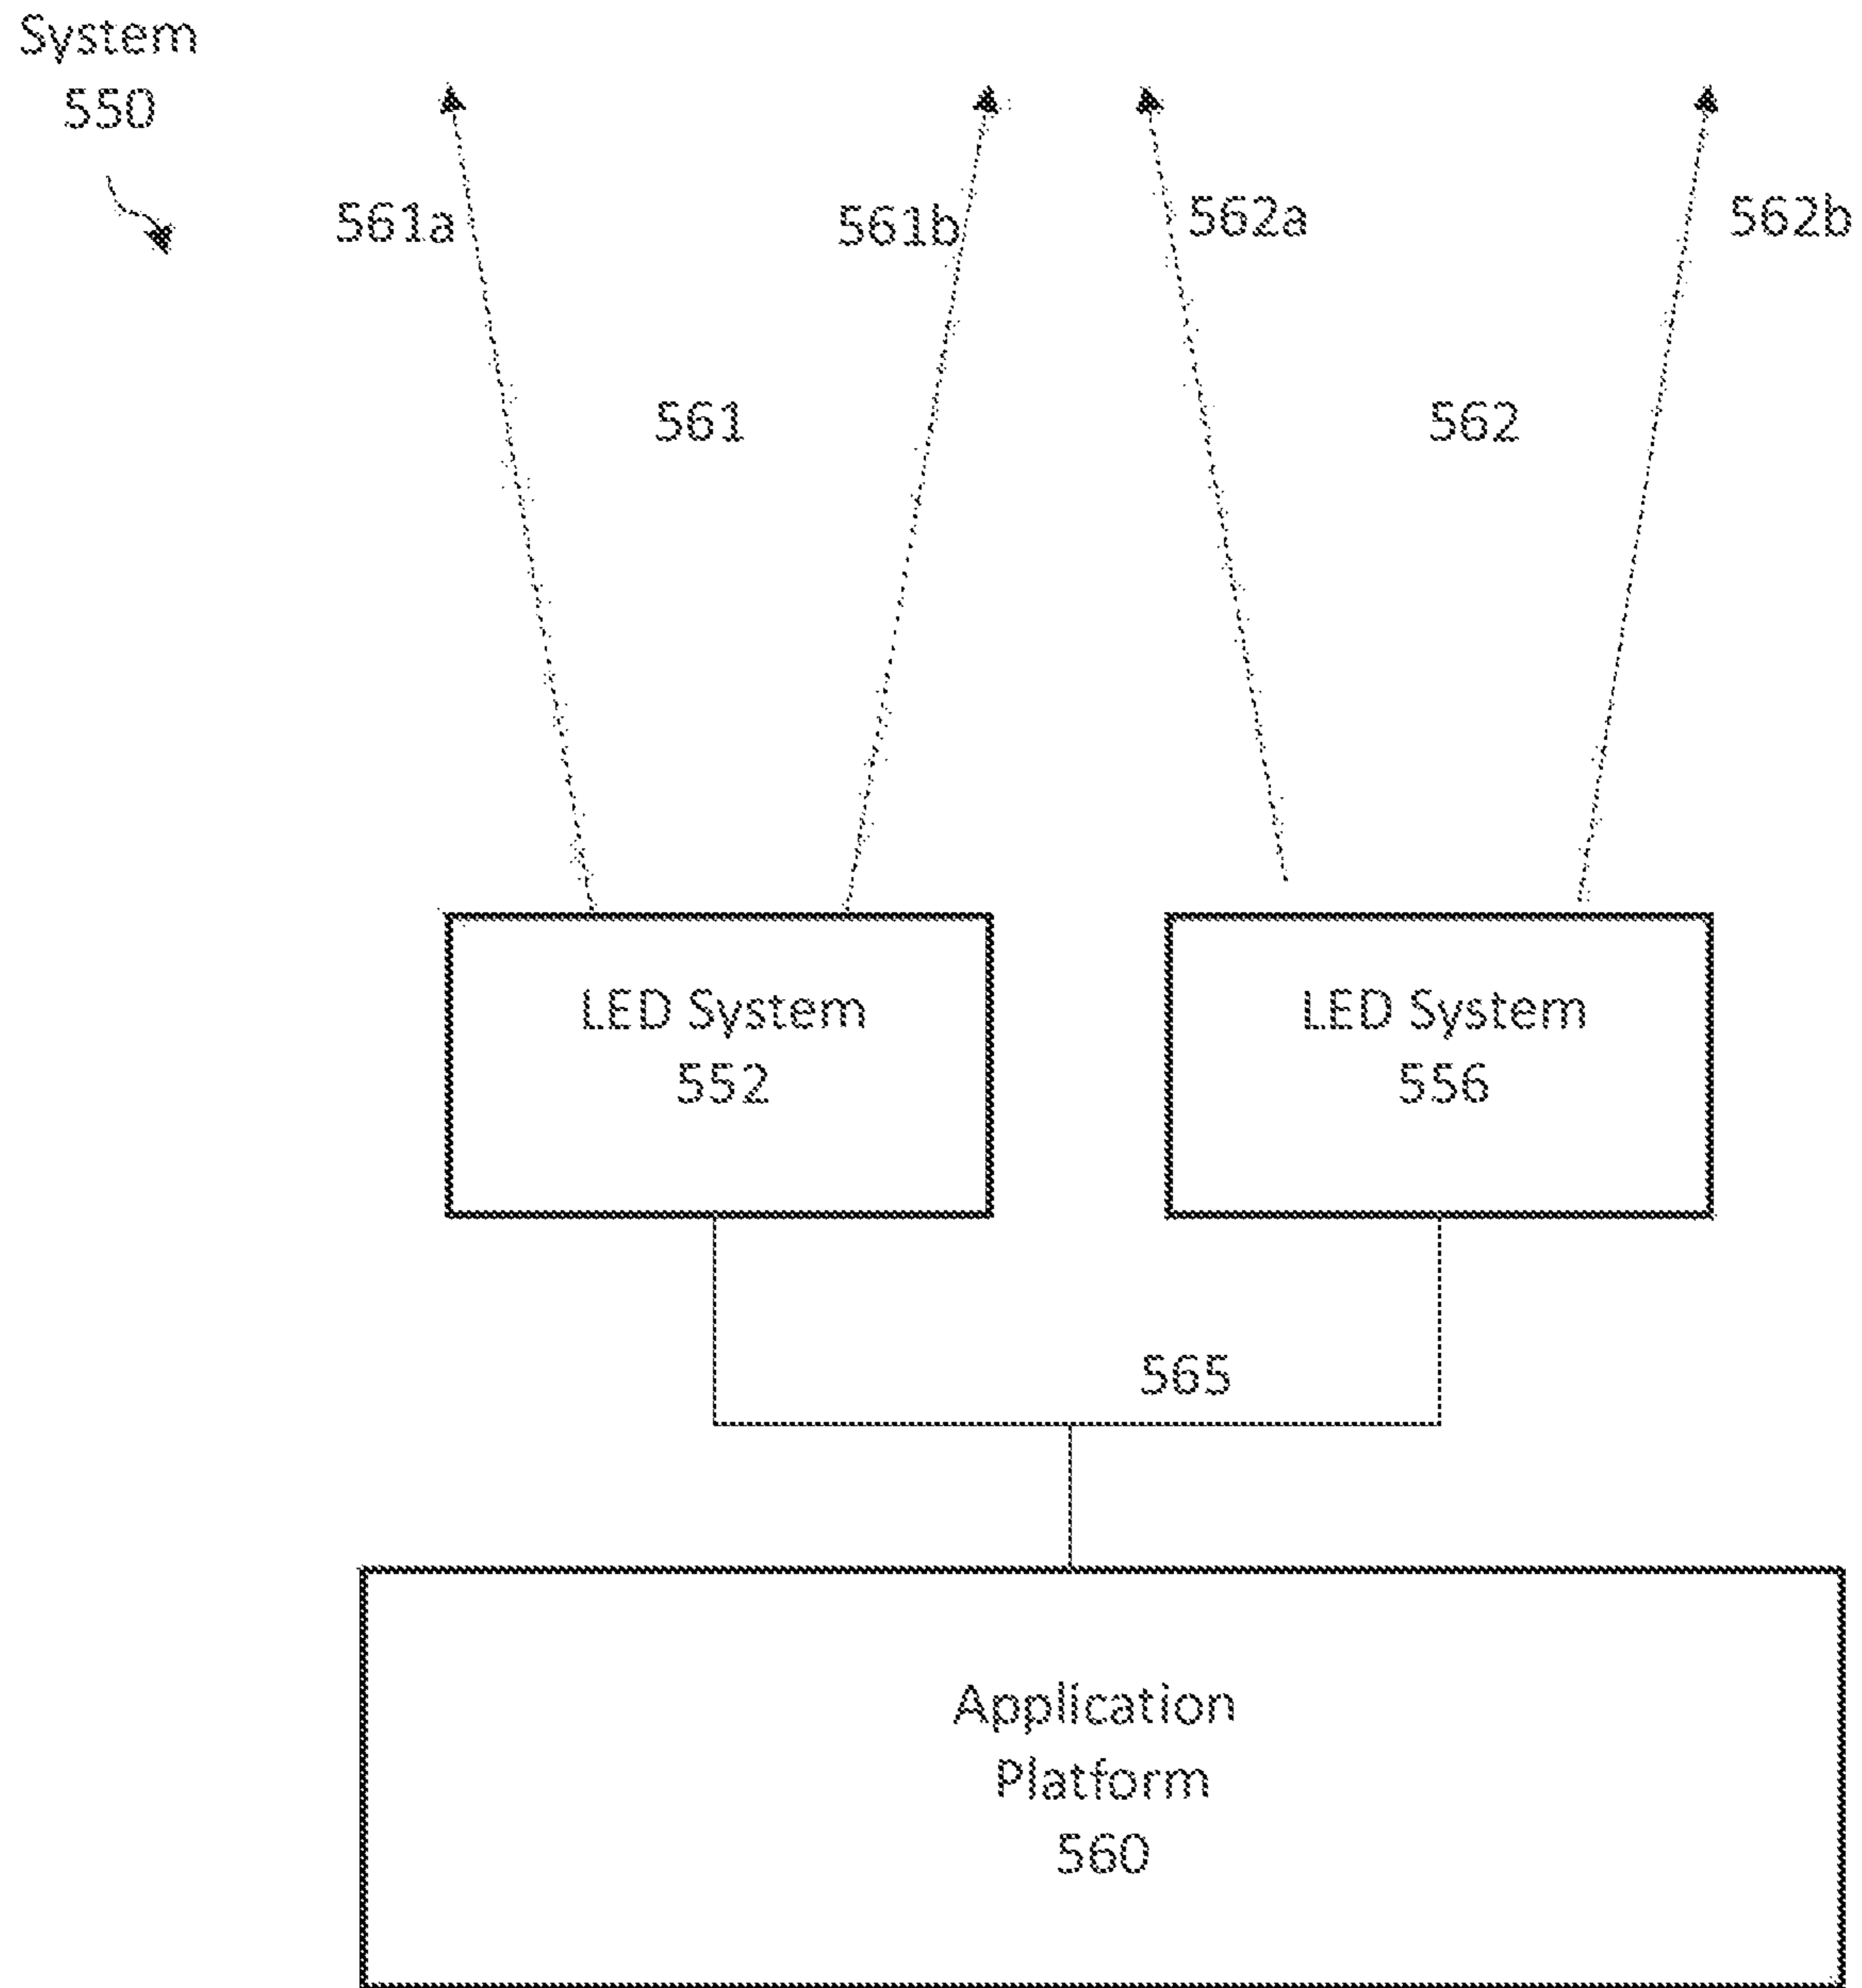 System
550
561a
561b
562a
562b
561
562
LED System
552
LED System
556
565
Application
Platform
560